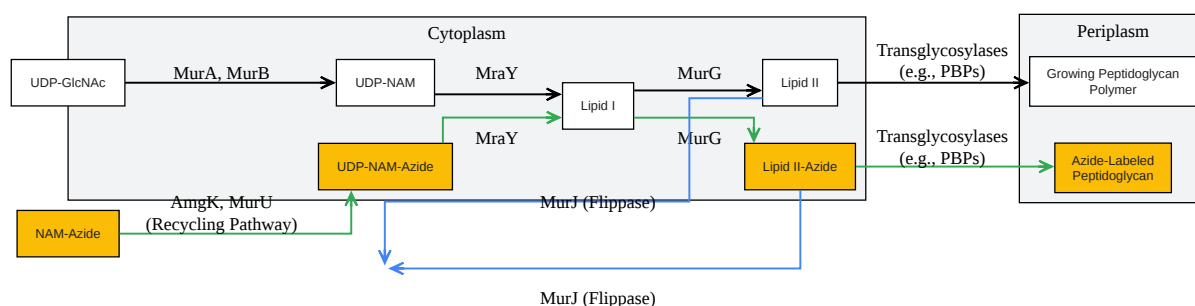 Cytoplasm
Periplasm
UDP-GlcNAc
MurA, MurB
UDP-NAM
MraY
Lipid I
MurG
Lipid II
Transglycosylases
(e.g., PBPs)
Growing Peptidoglycan
Polymer
UDP-NAM-Azide
MraY
MurG
Lipid II-Azide
Transglycosylases
(e.g., PBPs)
Azide-Labeled
Peptidoglycan
NAM-Azide
AmgK, MurU
(Recycling Pathway)
MurJ (Flippase)
MurJ (Flippase)